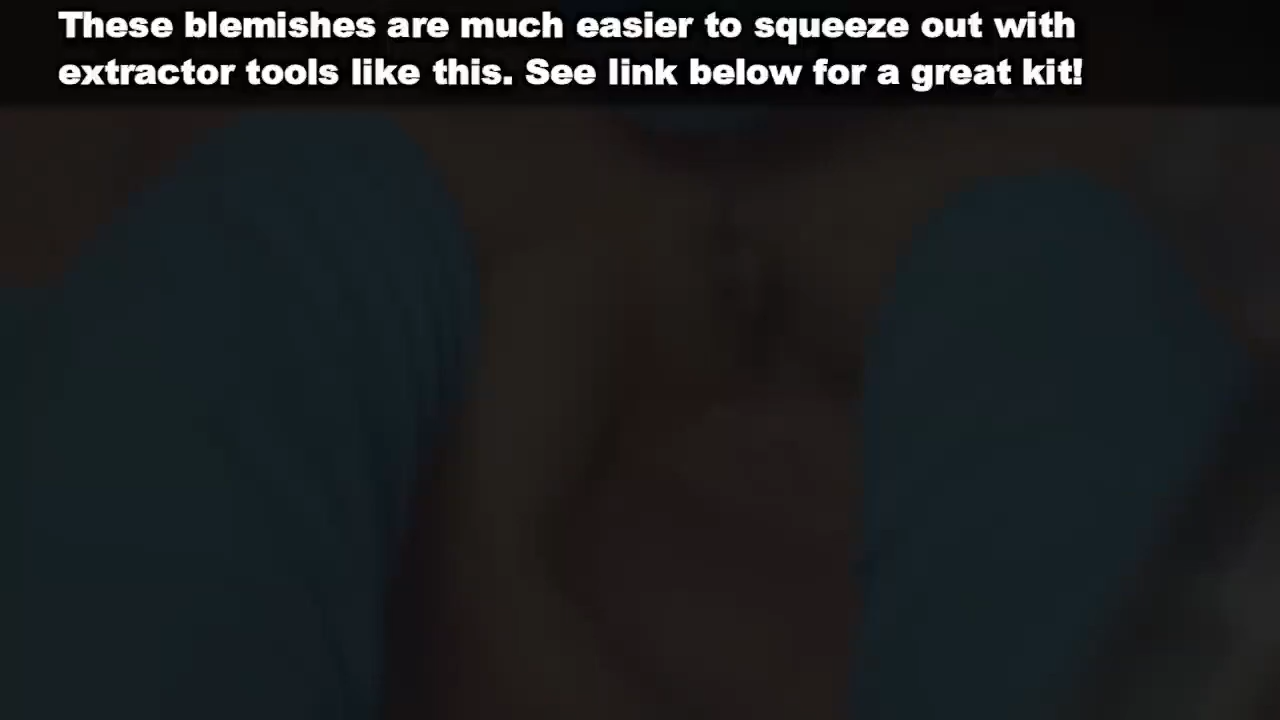 These blemishes are much easier to squeeze out with
extractor tools like this. See link below for a great kit!